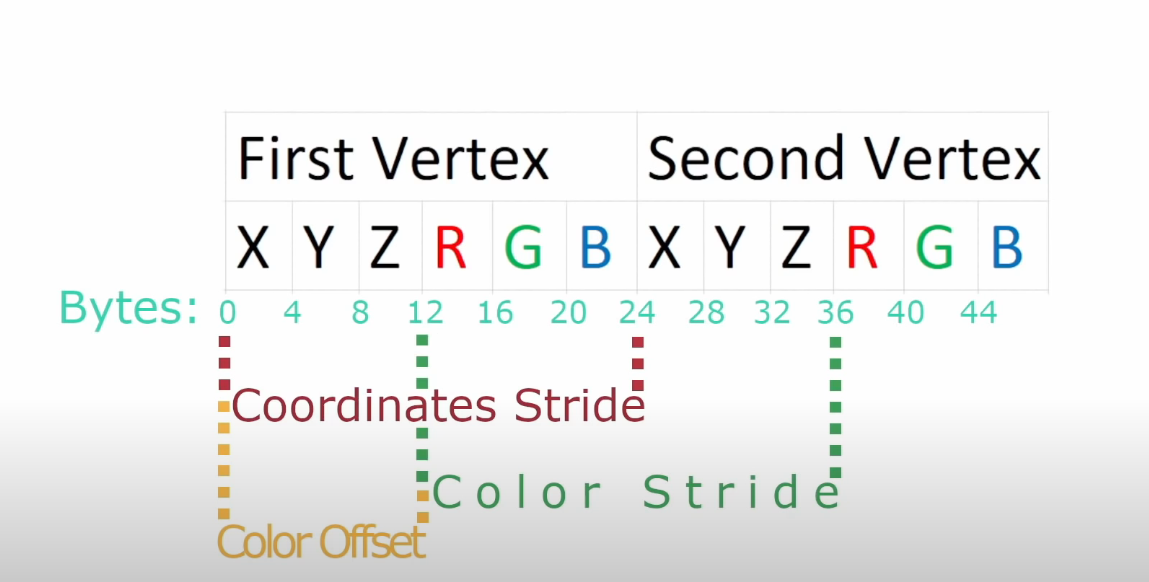 First Vertex Second Vertex
X Y Z R G B X Y Z R G B
Bytes: 0 4 8 12 16 20 24 28 32 36 40 44
Coordinates Stride
Color Stride
Color Offset